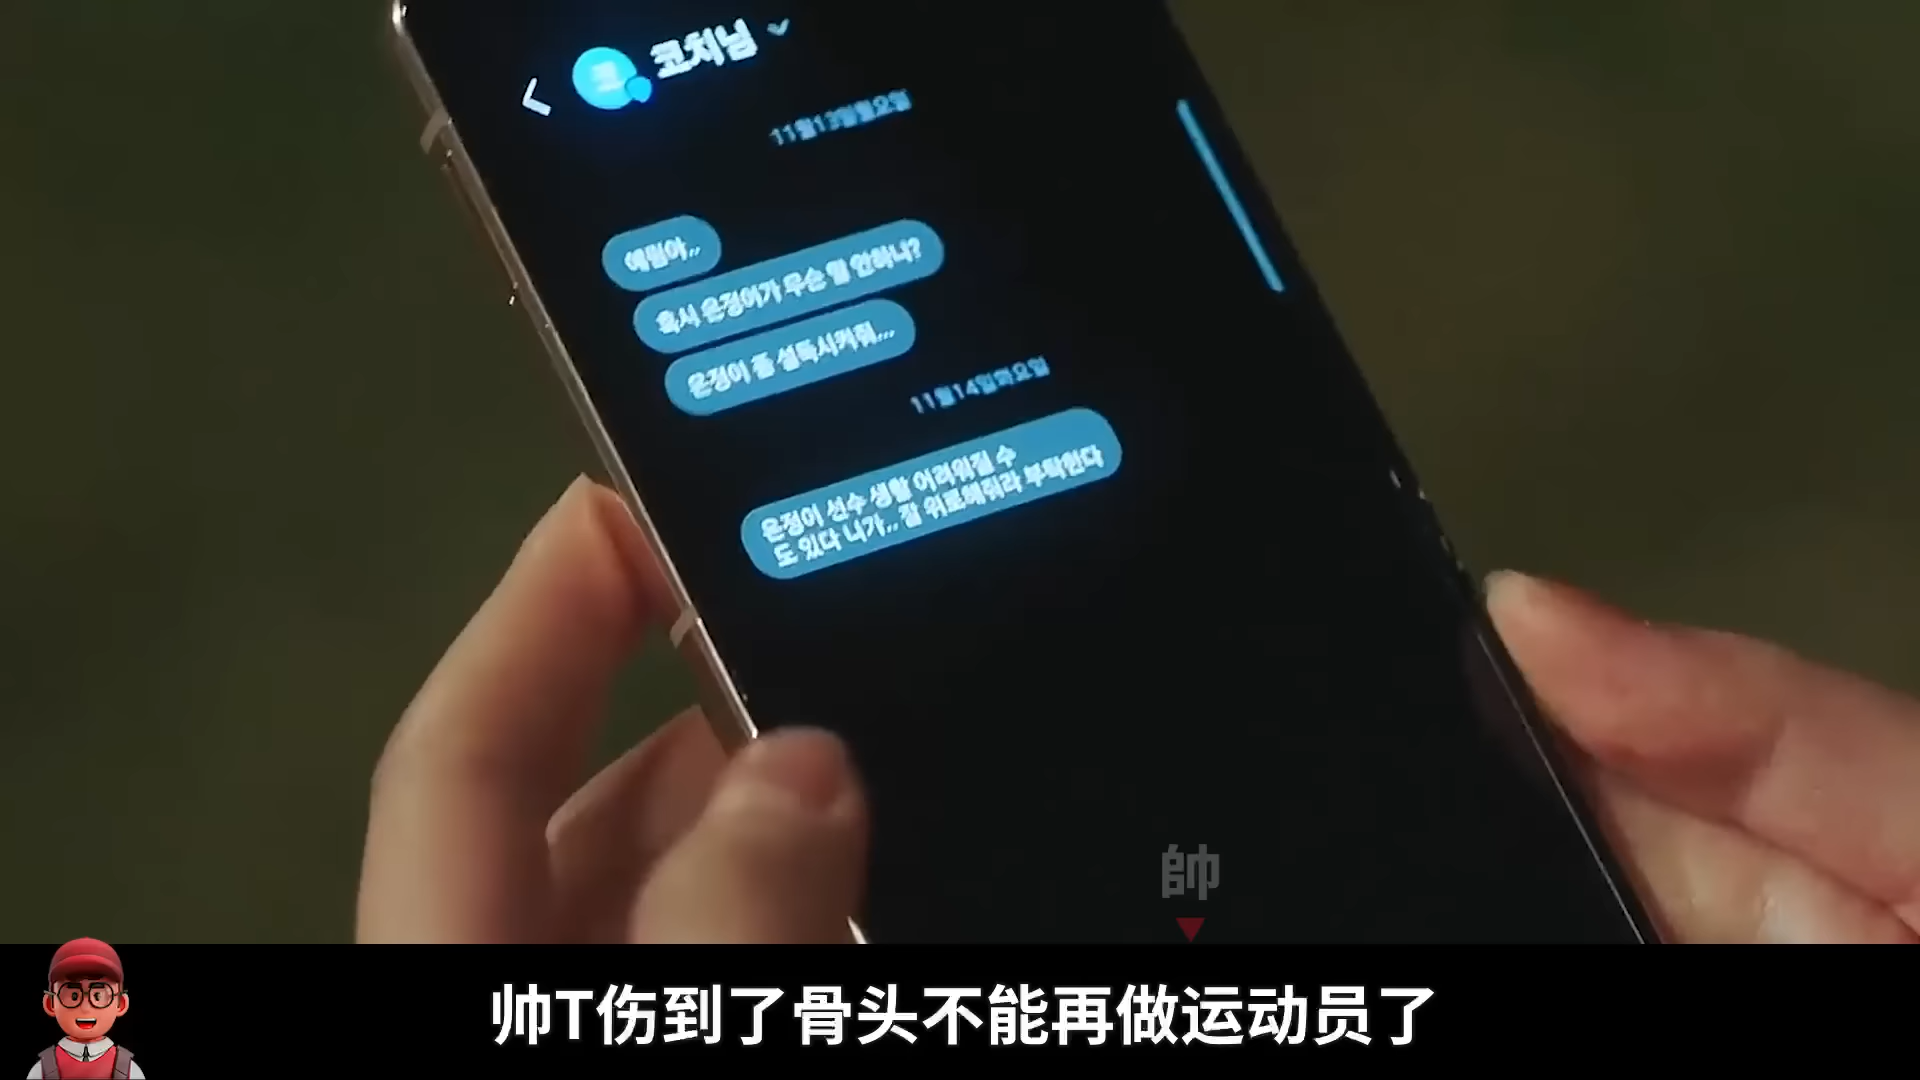 코치님
11월13일월요일
예림아..
혹시 은정이가 무슨 말 안하니?
은정이 좀 설득시켜줘...
11월14일화요일
은정이 선수 생활 어려워질 수
도 있다 니가.. 잘 위로해줘라 부탁한다
帥
帅T伤到了骨头不能再做运动员了